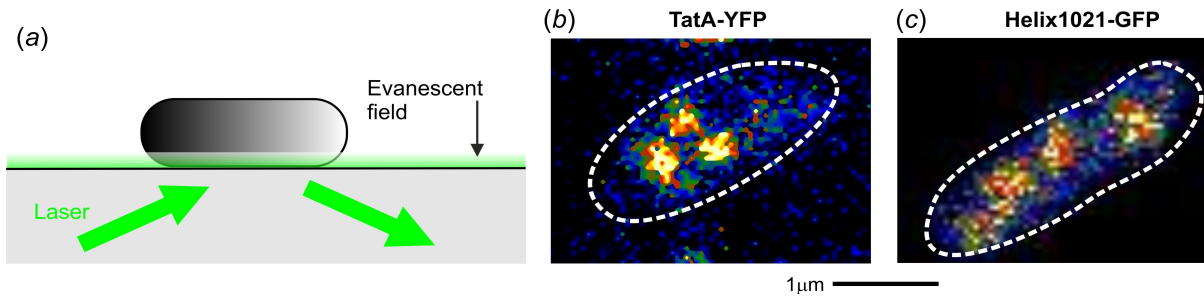 (a)
Evanescent
field
Laser
(b)
TatA-YFP
(c)
Helix1021-GFP
1μm